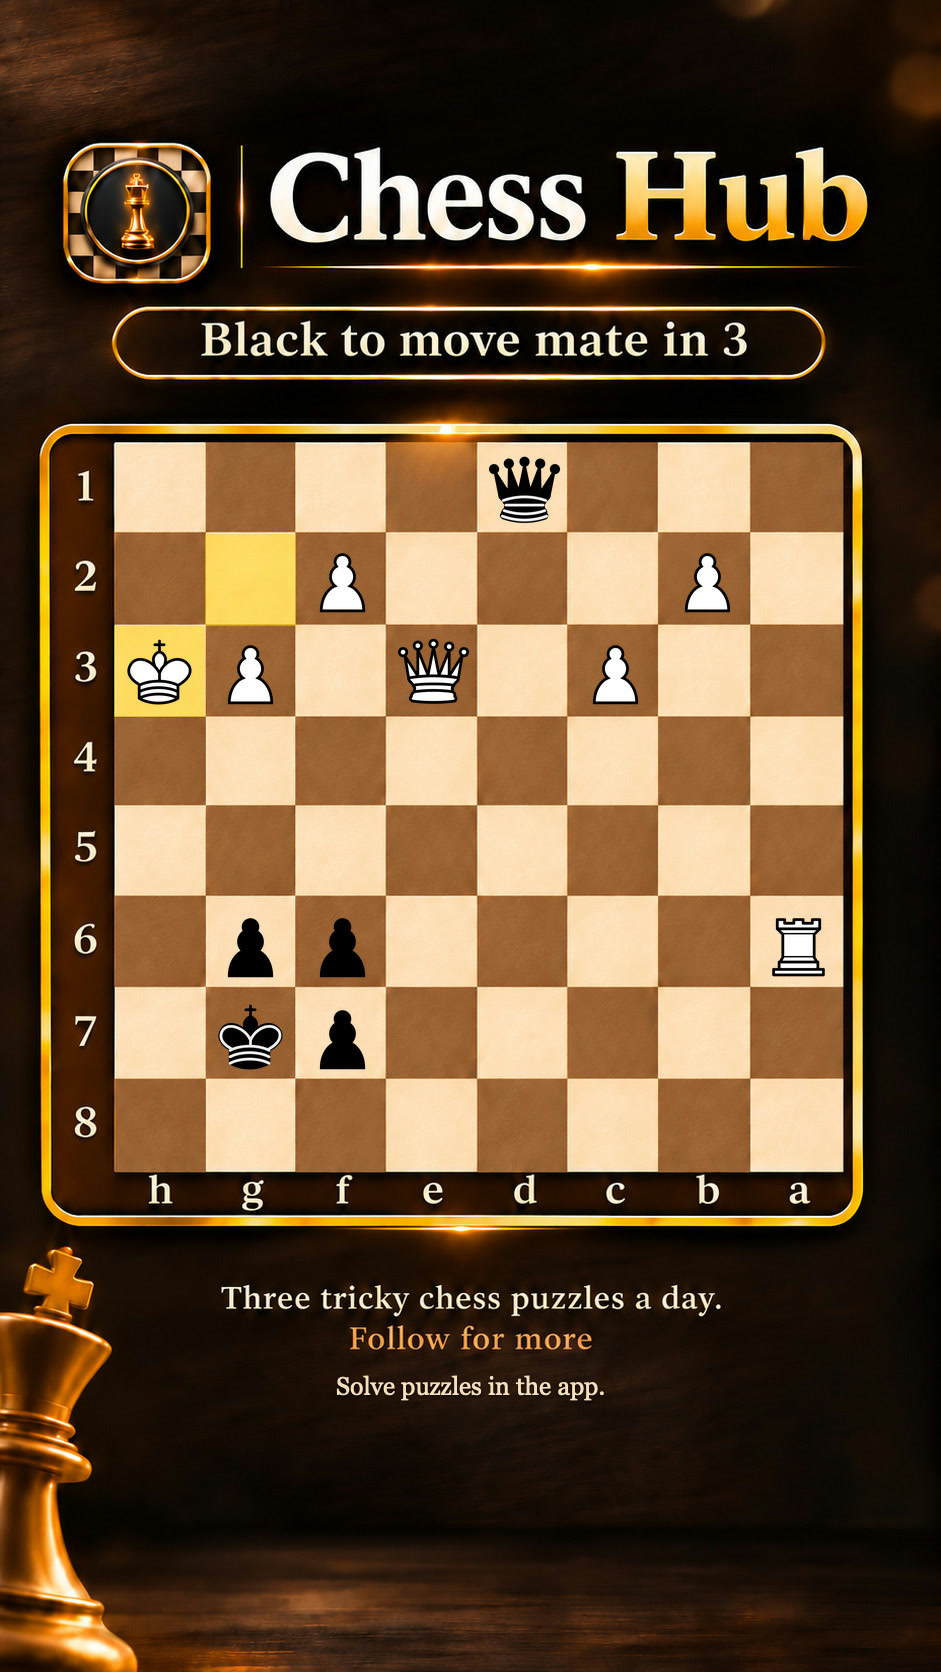 Chess Hub
Black to move mate in 3
1
2
3
4
5
6
7
8
h g f e d c b a
Three tricky chess puzzles a day.
Follow for more
Solve puzzles in the app.